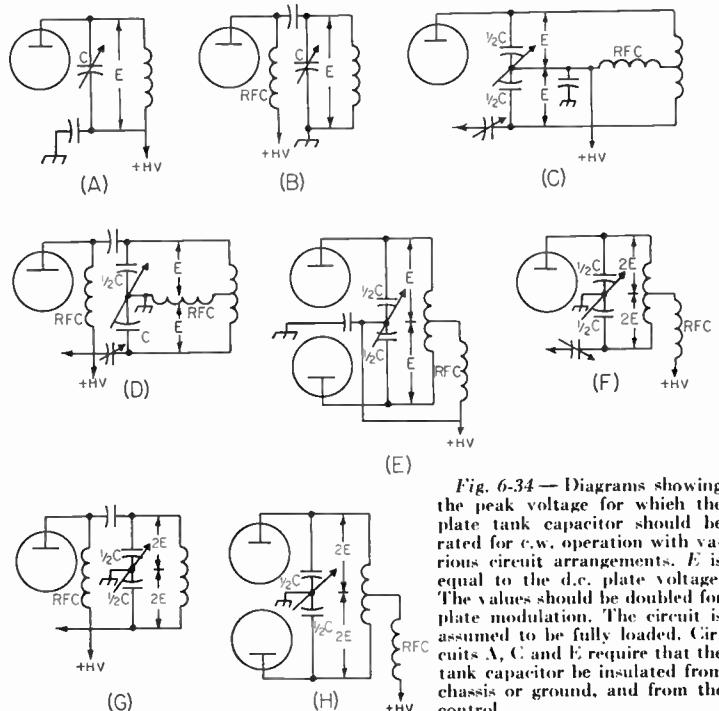 C
E
+HV
(A)
RFC
C
E
+HV
(B)
½C
½C
E
E
RFC
+HV
(C)
RFC
½C
C
E
RFC
E
+HV
(D)
½C
½C
E
E
RFC
+HV
(E)
½C
½C
2E
2E
RFC
+HV
(F)
RFC
½C
½C
2E
2E
+HV
(G)
½C
½C
2E
2E
RFC
+HV
(H)
Fig. 6-34 — Diagrams showing
the peak voltage for which the
plate tank capacitor should be
rated for c.w. operation with va-
rious circuit arrangements. E is
equal to the d.c. plate voltage
The values should be doubled for
plate modulation. The circuit is
assumed to be fully loaded. Cir
cuits A, C and E require that the
tank capacitor be insulated from
chassis or ground, and from the
control.